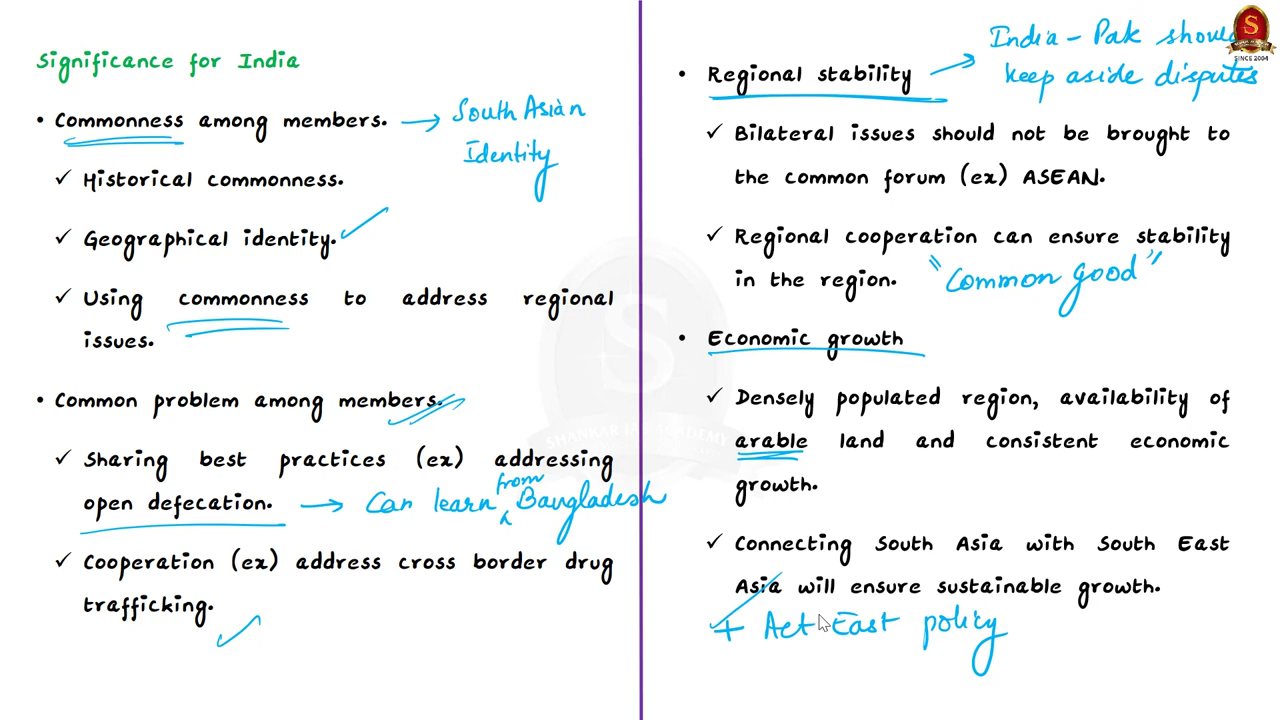 Significance for India
• Commonness among members. → South Asian
Identity
✓ Historical commonness.
✓ Geographical identity.
✓ Using commonness to address regional
issues.
• Common problem among members.
✓ Sharing best practices (ex) addressing
open defecation. → Can learn from Bangladesh
✓ Cooperation (ex) address cross border drug
trafficking.
India - Pak should
keep aside disputes
• Regional stability →
✓ Bilateral issues should not be brought to
the common forum (ex) ASEAN.
✓ Regional cooperation can ensure stability
in the region. "Common good"
• Economic growth
✓ Densely populated region, availability of
arable land and consistent economic
growth.
✓ Connecting South Asia with South East
Asia will ensure sustainable growth.
+ Act East policy
S
SINCE 2004
S
SHANKAR IAS ACADEMY